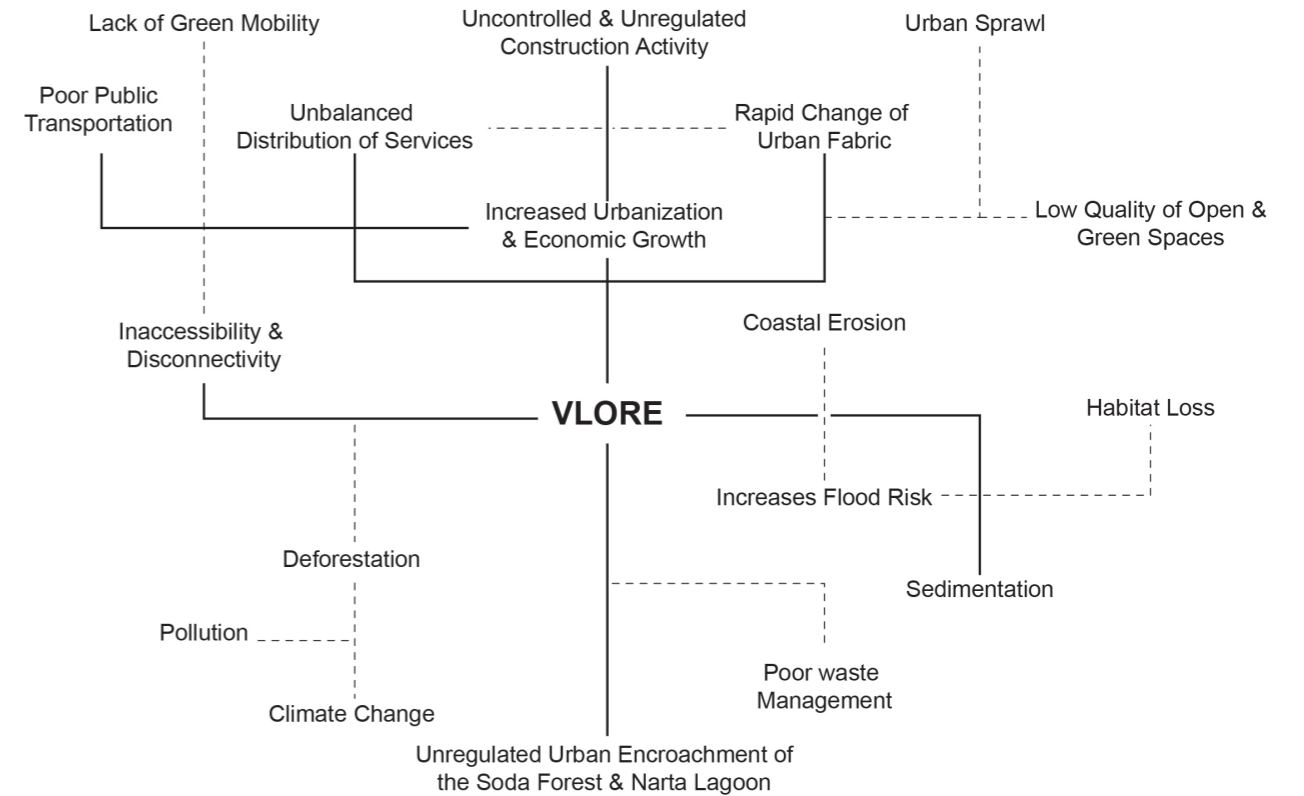 Lack of Green Mobility
Uncontrolled & Unregulated
Construction Activity
Urban Sprawl
Poor Public
Transportation
Unbalanced
Distribution of Services
Rapid Change of
Urban Fabric
Increased Urbanization
& Economic Growth
Low Quality of Open &
Green Spaces
Inaccessibility &
Disconnectivity
Coastal Erosion
VLORE
Habitat Loss
Increases Flood Risk
Deforestation
Sedimentation
Pollution
Poor waste
Management
Climate Change
Unregulated Urban Encroachment of
the Soda Forest & Narta Lagoon